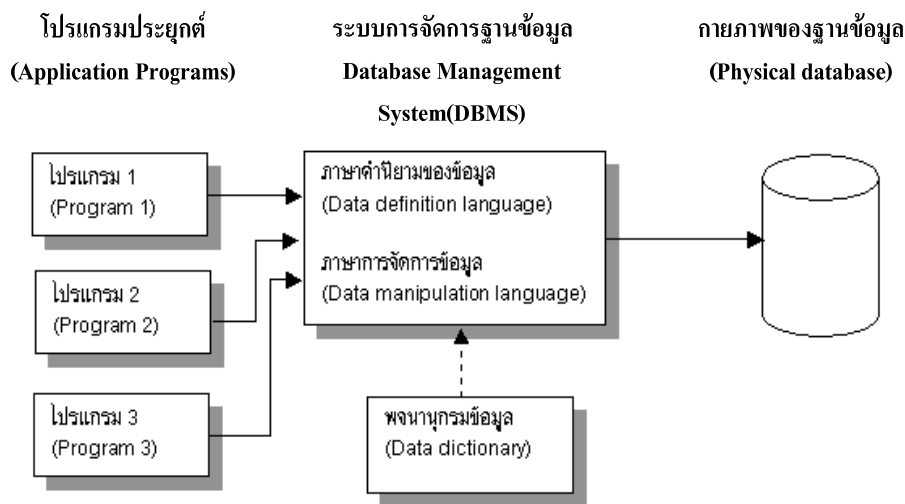 โปรแกรมประยุกต์
(Application Programs)
ระบบการจัดการฐานข้อมูล
Database Management
System(DBMS)
กายภาพของฐานข้อมูล
(Physical database)
โปรแกรม 1
(Program 1)
โปรแกรม 2
(Program 2)
โปรแกรม 3
(Program 3)
ภาษาคำนิยามของข้อมูล
(Data definition language)
ภาษาการจัดการข้อมูล
(Data manipulation language)
พจนานุกรมข้อมูล
(Data dictionary)